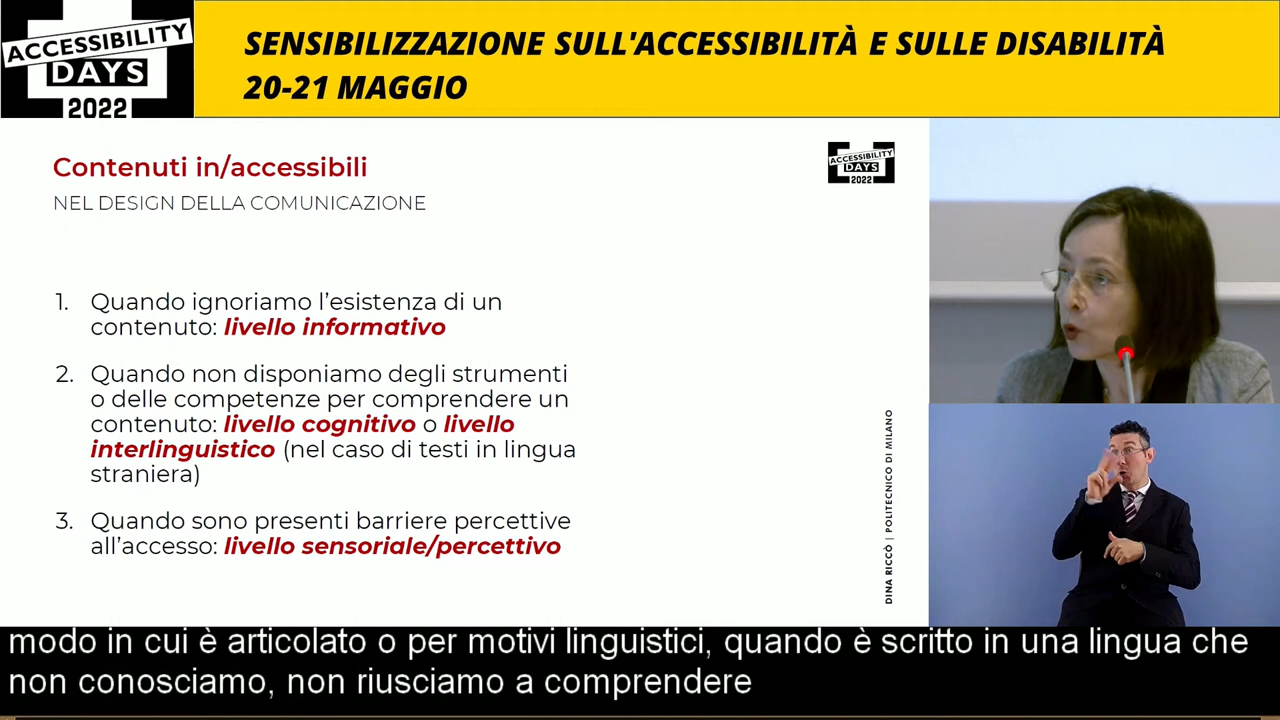 ACCESSIBILITY
DAYS
2022
SENSIBILIZZAZIONE SULL'ACCESSIBILITÀ E SULLE DISABILITÀ
20-21 MAGGIO
Contenuti in/accessibili
NEL DESIGN DELLA COMUNICAZIONE
ACCESSIBILITY
DAYS
2022
1. Quando ignoriamo l'esistenza di un
contenuto: livello informativo
2. Quando non disponiamo degli strumenti
o delle competenze per comprendere un
contenuto: livello cognitivo o livello
interlinguistico (nel caso di testi in lingua
straniera)
3. Quando sono presenti barriere percettive
all'accesso: livello sensoriale/percettivo
DINA RICCÒ | POLITECNICO DI MILANO
modo in cui è articolato o per motivi linguistici, quando è scritto in una lingua che
non conosciamo, non riusciamo a comprendere